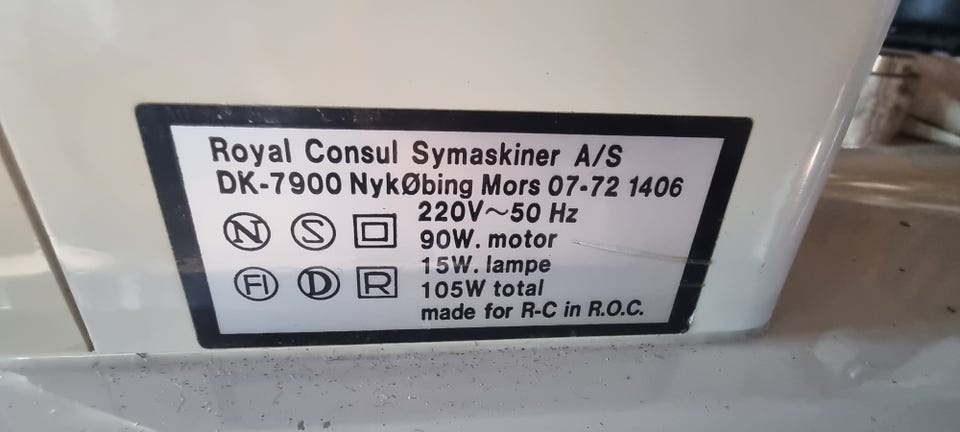 Royal Consul Symaskiner A/S
DK-7900 NykØbing Mors 07-72 1406
220V~50 Hz
N S 90W. motor
15W. lampe
FI D R 105W total
made for R-C in R.O.C.